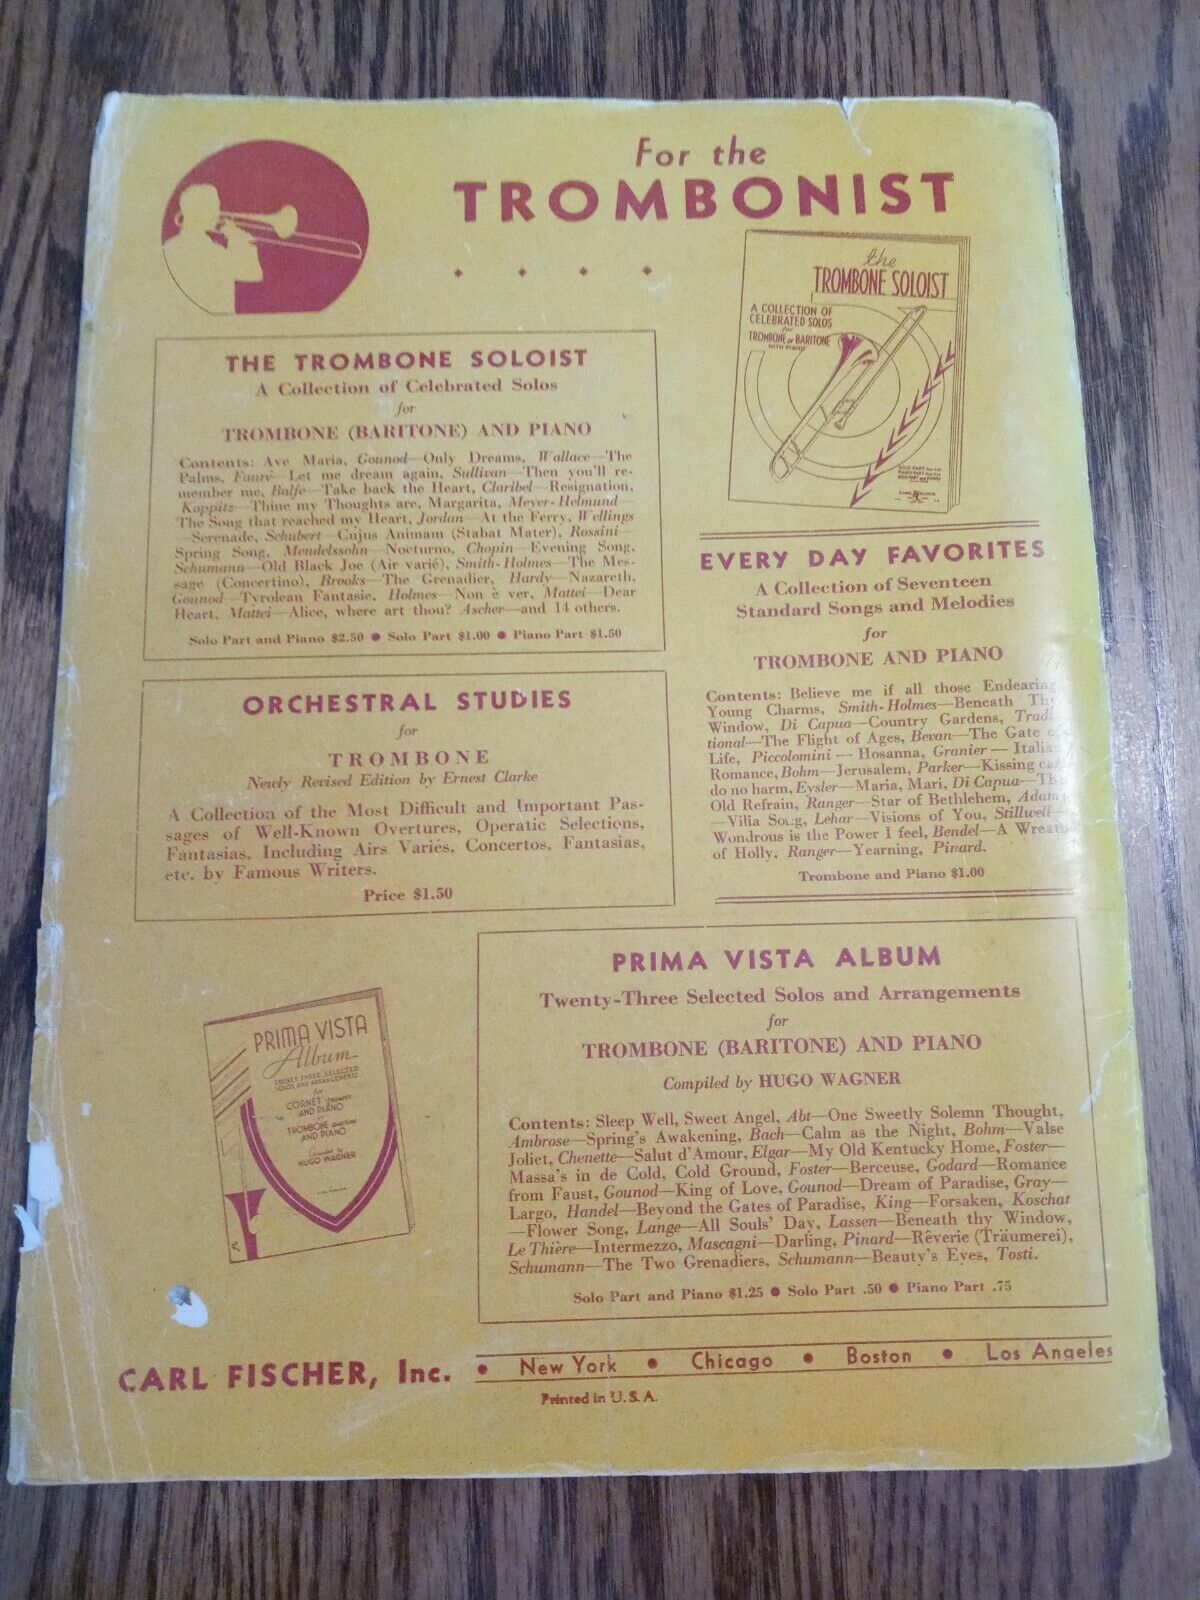 For the
TROMBONIST
the
TROMBONE SOLOIST
A COLLECTION OF
CELEBRATED SOLOS
for
TROMBONE or BARITONE
WITH PIANO
THE TROMBONE SOLOIST
A Collection of Celebrated Solos
for
TROMBONE (BARITONE) AND PIANO
Contents: Ave Maria, Gounod—Only Dreams, Wallace—The
Palms, Fauré—Let me dream again, Sullivan—Then you'll re-
member me, Balfe—Take back the Heart, Claribel—Resignation,
Koppitz—Thine my Thoughts are, Margarita, Meyer-Helmund—
The Song that reached my Heart, Jordan—At the Ferry, Wellings
—Serenade, Schubert—Cujus Animam (Stabat Mater), Rossini—
Spring Song, Mendelssohn—Nocturno, Chopin—Evening Song,
Schumann—Old Black Joe (Air varié), Smith-Holmes—The Mes-
sage (Concertino), Brooks—The Grenadier, Hardy—Nazareth,
Gounod—Tyrolean Fantasie, Holmes—Non è ver, Mattei—Dear
Heart, Mattei—Alice, where art thou? Ascher—and 14 others.
Solo Part and Piano $2.50 • Solo Part $1.00 • Piano Part $1.50
EVERY DAY FAVORITES
A Collection of Seventeen
Standard Songs and Melodies
for
TROMBONE AND PIANO
Contents: Believe me if all those Endearing
Young Charms, Smith-Holmes—Beneath Thy
Window, Di Capua—Country Gardens, Tradi-
tional—The Flight of Ages, Bevan—The Gate of
Life, Piccolomini—Hosanna, Granier—Italian
Romance, Bohm—Jerusalem, Parker—Kissing can
do no harm, Eysler—Maria, Mari, Di Capua—The
Old Refrain, Ranger—Star of Bethlehem, Adams
—Vilia Song, Lehar—Visions of You, Stillwell—
Wondrous is the Power I feel, Bendel—A Wreath
of Holly, Ranger—Yearning, Pinard.
Trombone and Piano $1.00
ORCHESTRAL STUDIES
for
TROMBONE
Newly Revised Edition by Ernest Clarke
A Collection of the Most Difficult and Important Pas-
sages of Well-Known Overtures, Operatic Selections,
Fantasias, Including Airs Variés, Concertos, Fantasias,
etc. by Famous Writers.
Price $1.50
PRIMA VISTA
Album
TWENTY-THREE SELECTED
SOLOS AND ARRANGEMENTS
for
CORNET (TRUMPET)
AND PIANO
or
TROMBONE (BARITONE)
AND PIANO
Compiled by
HUGO WAGNER
PRIMA VISTA ALBUM
Twenty-Three Selected Solos and Arrangements
for
TROMBONE (BARITONE) AND PIANO
Compiled by HUGO WAGNER
Contents: Sleep Well, Sweet Angel, Abt—One Sweetly Solemn Thought,
Ambrose—Spring's Awakening, Bach—Calm as the Night, Bohm—Valse
Joliet, Chenette—Salut d'Amour, Elgar—My Old Kentucky Home, Foster—
Massa's in de Cold, Cold Ground, Foster—Berceuse, Godard—Romance
from Faust, Gounod—King of Love, Gounod—Dream of Paradise, Gray—
Largo, Handel—Beyond the Gates of Paradise, King—Forsaken, Koschat
—Flower Song, Lange—All Souls' Day, Lassen—Beneath thy Window,
Le Thière—Intermezzo, Mascagni—Darling, Pinard—Rêverie (Träumerei),
Schumann—The Two Grenadiers, Schumann—Beauty's Eyes, Tosti.
Solo Part and Piano $1.25 • Solo Part .50 • Piano Part .75
CARL FISCHER, Inc. • New York • Chicago • Boston • Los Angeles
Printed in U. S. A.